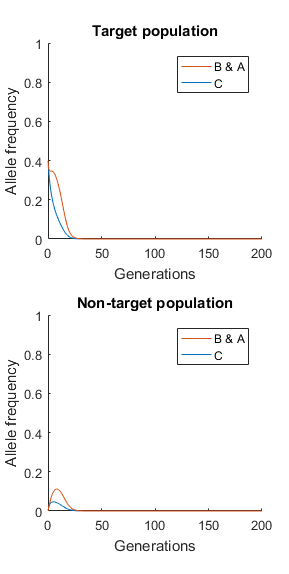 Target population
1
0.8
0.6
0.4
0.2
0
Allele frequency
B & A
C
0 50 100 150 200
Generations
Non-target population
1
0.8
0.6
0.4
0.2
0
Allele frequency
B & A
C
0 50 100 150 200
Generations